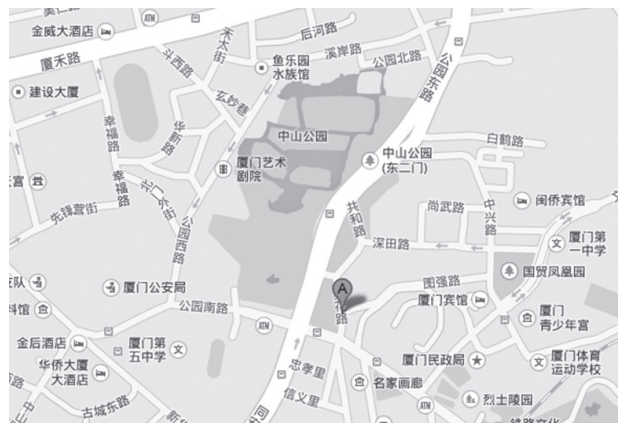 金威大酒店
ATM
厦禾路
建设大厦
幸福路
幸福路
先锋营街
斗西路
华新路
北门外街
玄妙巷
禾太街
后河路
溪岸路
公园北路
公园东路
鱼乐园
水族馆
中山公园
厦门艺术
剧院
公园西路
中山公园
(东二门)
白鹤路
共和路
尚武路
中兴路
深田路
闽侨宾馆
厦门第
一中学
国贸凤凰园
图强路
厦门公安局
公园南路
A
厦门宾馆
厦门
青少年宫
金后酒店
华侨大厦
大酒店
厦门第
五中学
ATM
忠孝里
信义里
名家画廊
厦门民政局
厦门体育
运动学校
烈士陵园
ATM
古城东路